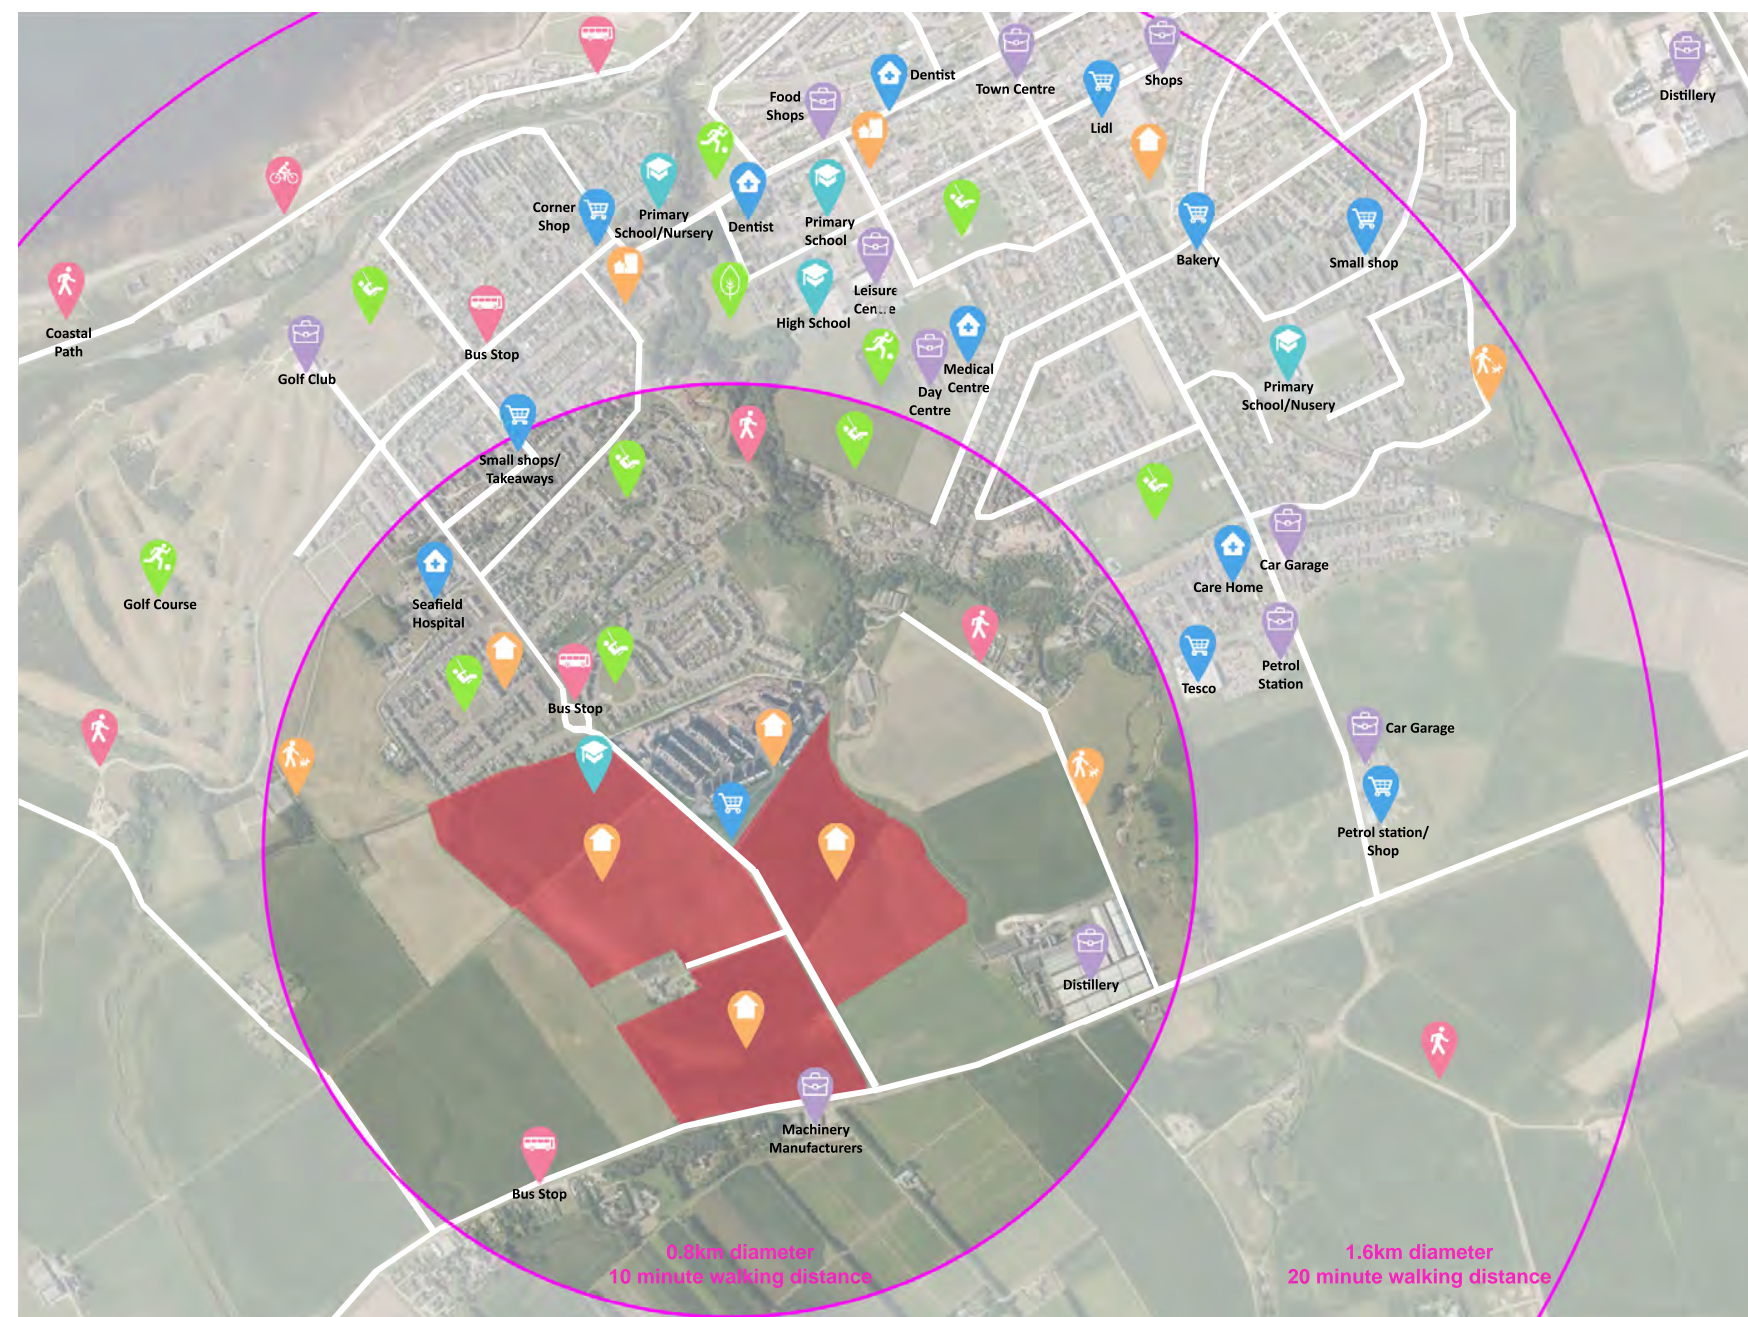 Dentist
Town Centre
Shops
Distillery
Food
Shops
Lidl
Corner
Shop
Primary
School/Nursery
Dentist
Primary
School
Bakery
Small shop
Coastal
Path
Golf Club
Bus Stop
High School
Leisure
Day
Centre
Medical
Centre
Primary
School/Nusery
Small shops/
Takeaways
Golf Course
Seafield
Hospital
Car Garage
Care Home
Tesco
Petrol
Station
Bus Stop
Car Garage
Petrol station/
Shop
Distillery
Machinery
Manufacturers
Bus Stop
0.8km diameter
10 minute walking distance
1.6km diameter
20 minute walking distance